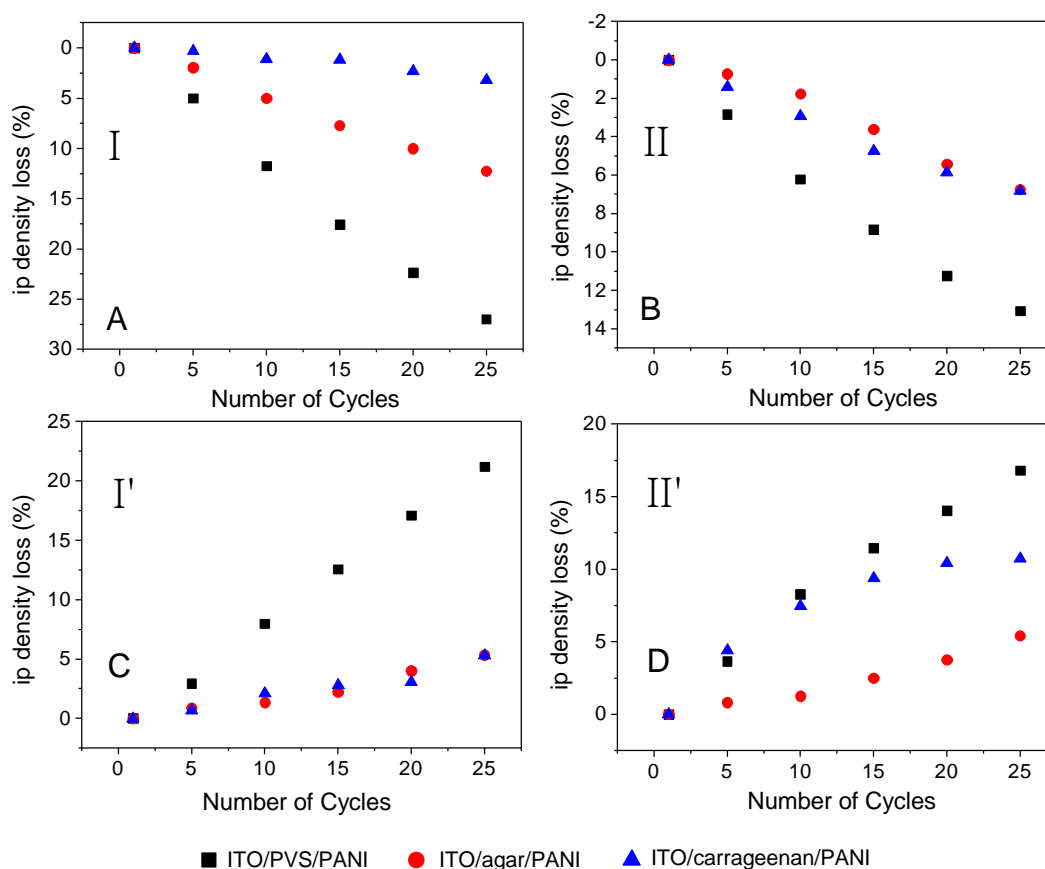 0
5
10
15
20
25
30
ip density loss (%)
I
A
0 5 10 15 20 25
Number of Cycles
-2
0
2
4
6
8
10
12
14
ip density loss (%)
II
B
0 5 10 15 20 25
Number of Cycles
25
20
15
10
5
0
ip density loss (%)
I'
C
0 5 10 15 20 25
Number of Cycles
20
15
10
5
0
ip density loss (%)
II'
D
0 5 10 15 20 25
Number of Cycles
ITO/PVS/PANI ITO/agar/PANI ITO/carrageenan/PANI